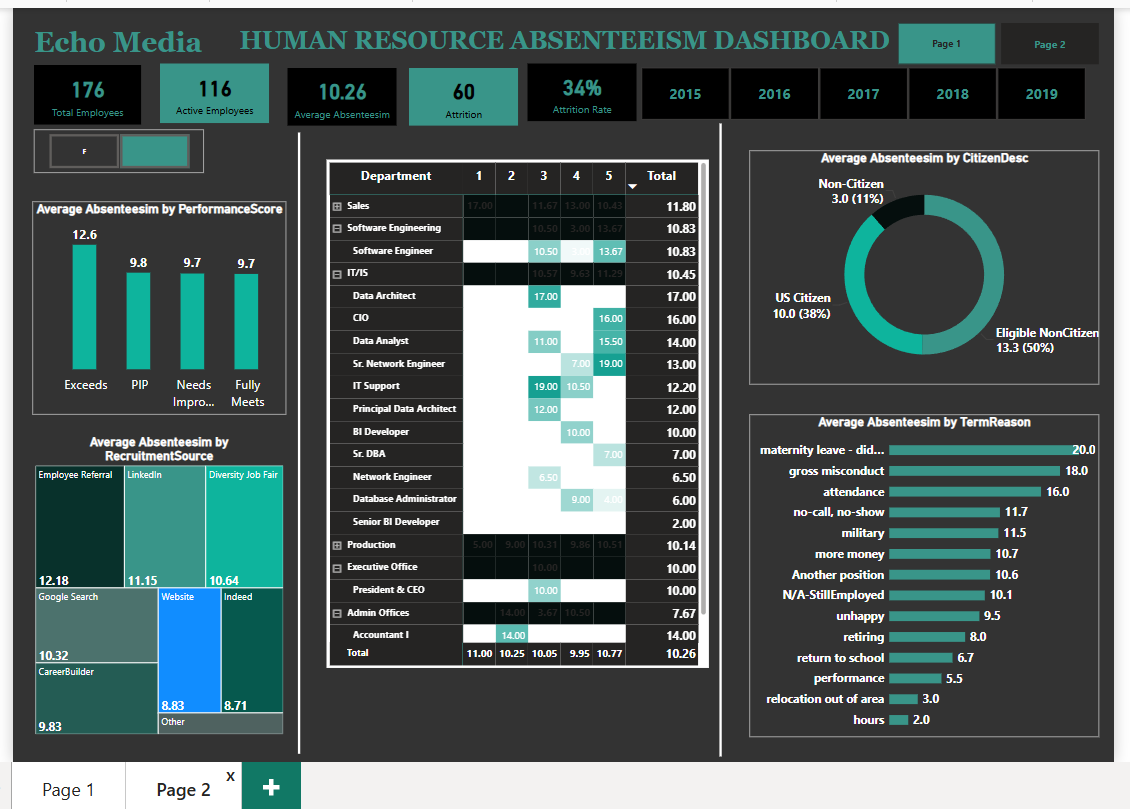 Echo Media
HUMAN RESOURCE ABSENTEEISM DASHBOARD
Page 1
Page 2
176
Total Employees
116
Active Employees
10.26
Average Absenteesim
60
Attrition
34%
Attrition Rate
2015
2016
2017
2018
2019
F
Average Absenteesim by PerformanceScore
12.6
9.8
9.7
9.7
Exceeds
PIP
Needs
Impro...
Fully
Meets
Average Absenteesim by
RecruitmentSource
Employee Referral
12.18
LinkedIn
11.15
Diversity Job Fair
10.64
Google Search
10.32
CareerBuilder
9.83
Website
8.83
Indeed
8.71
Other
Department 1 2 3 4 5 Total
Sales 17.00 11.67 13.00 10.43 11.80
Software Engineering 10.50 3.00 13.67 10.83
Software Engineer 10.50 13.67 10.83
IT/IS 10.57 9.63 11.29 10.45
Data Architect 17.00 17.00
CIO 16.00 16.00
Data Analyst 11.00 15.50 14.00
Sr. Network Engineer 7.00 19.00 13.00
IT Support 19.00 10.50 12.20
Principal Data Architect 12.00 12.00
BI Developer 10.00 10.00
Sr. DBA 7.00 7.00
Network Engineer 6.50 6.50
Database Administrator 9.00 4.00 6.00
Senior BI Developer 2.00
Production 5.00 9.00 10.31 9.86 10.51 10.14
Executive Office 10.00 10.00
President & CEO 10.00 10.00
Admin Offices 14.00 3.67 10.50 7.67
Accountant I 14.00 14.00
Total 11.00 10.25 10.05 9.95 10.77 10.26
Average Absenteesim by CitizenDesc
Non-Citizen
3.0 (11%)
US Citizen
10.0 (38%)
Eligible NonCitizen
13.3 (50%)
Average Absenteesim by TermReason
maternity leave - did... 20.0
gross misconduct 18.0
attendance 16.0
no-call, no-show 11.7
military 11.5
more money 10.7
Another position 10.6
N/A-StillEmployed 10.1
unhappy 9.5
retiring 8.0
return to school 6.7
performance 5.5
relocation out of area 3.0
hours 2.0
Page 1
Page 2
x
+